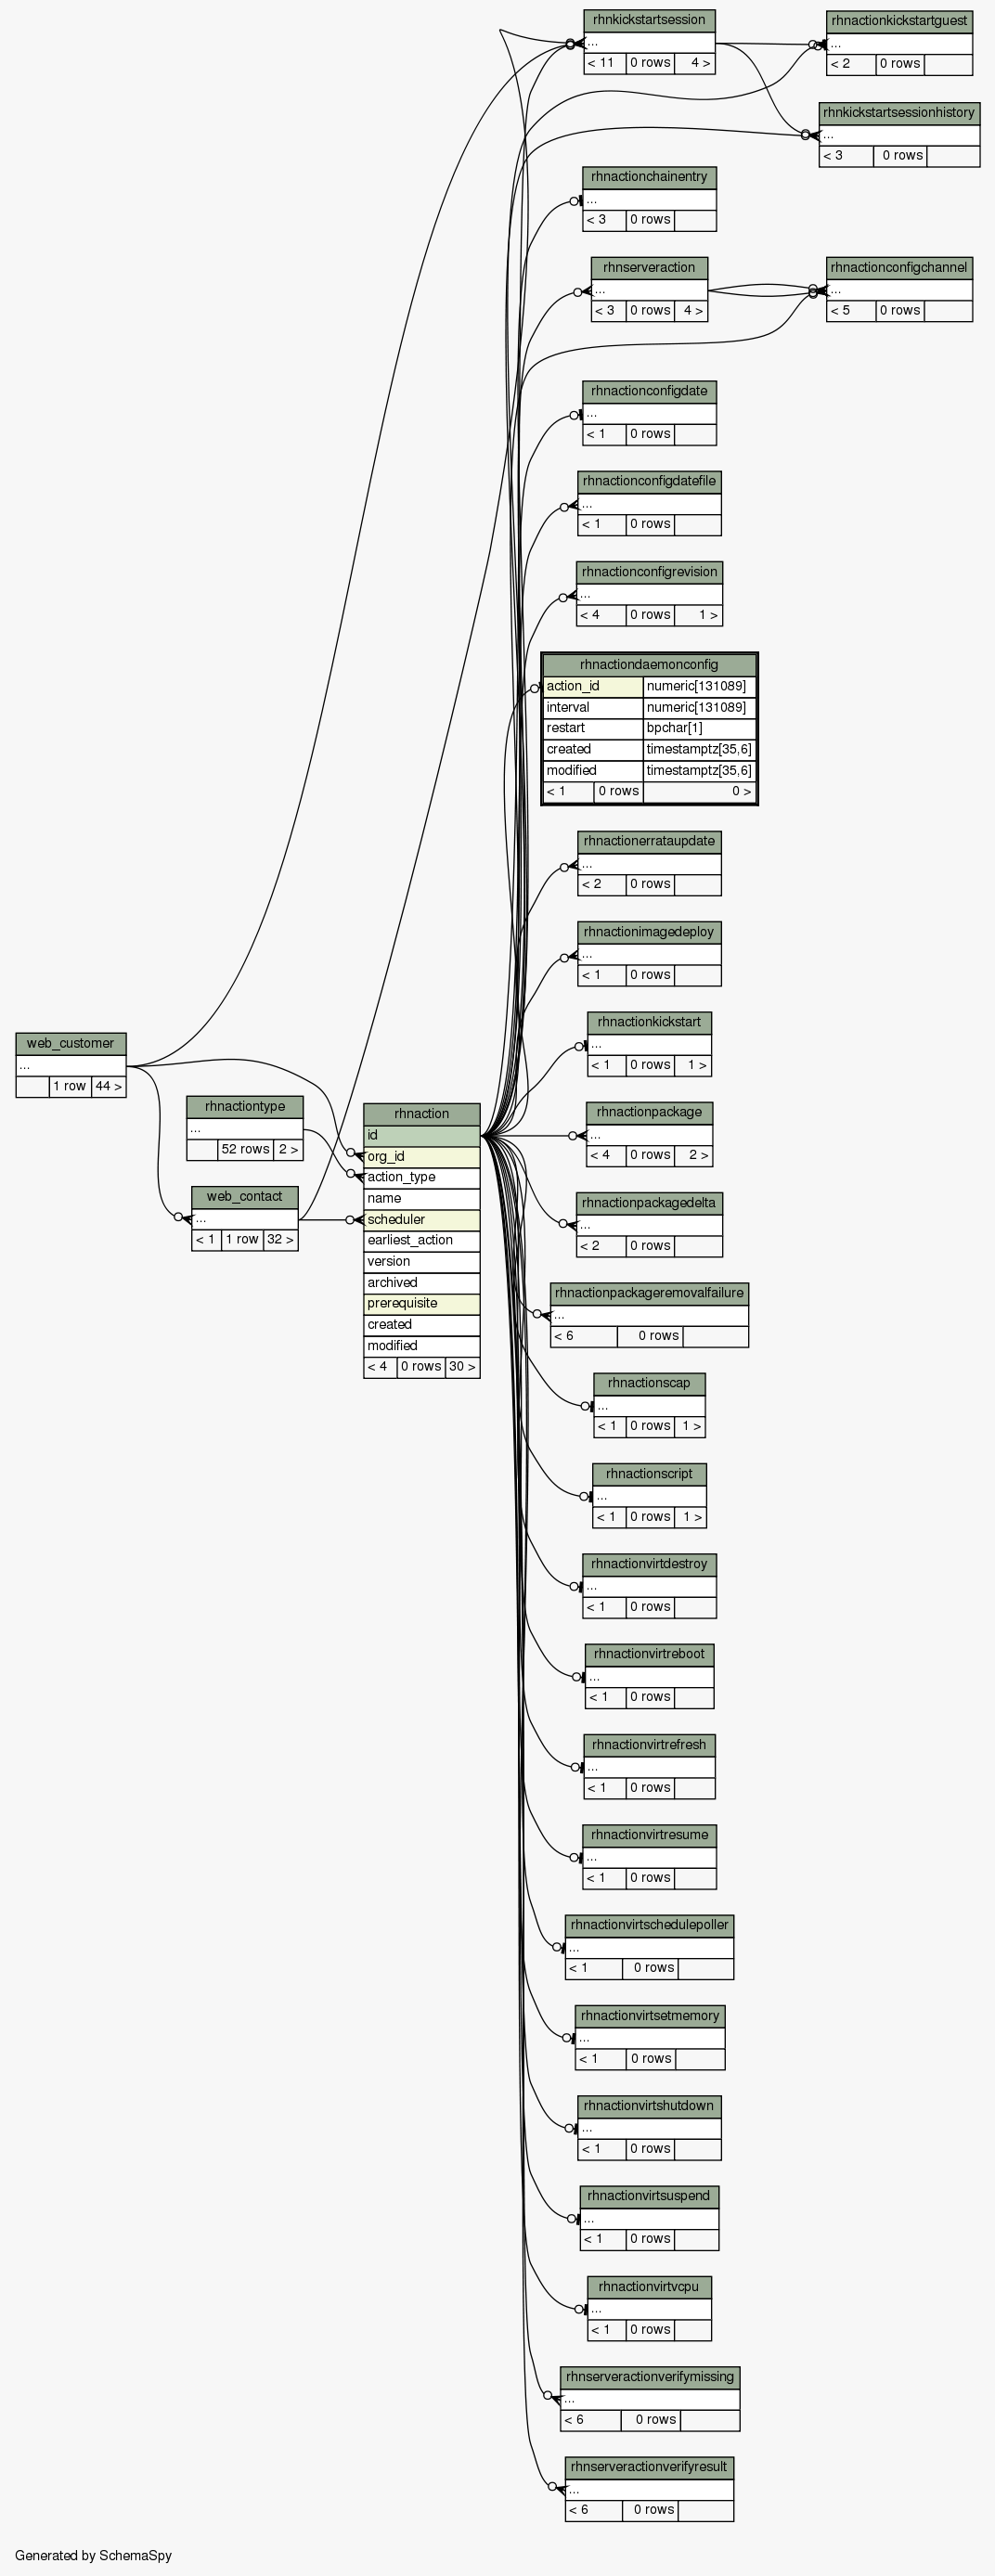 rhnkickstartsession
...
< 11 0 rows 4 >
rhnactionkickstartguest
...
< 2 0 rows
rhnkickstartsessionhistory
...
< 3 0 rows
rhnactionchainentry
...
< 3 0 rows
rhnserveraction
...
< 3 0 rows 4 >
rhnactionconfigchannel
...
< 5 0 rows
rhnactionconfigdate
...
< 1 0 rows
rhnactionconfigdatefile
...
< 1 0 rows
rhnactionconfigrevision
...
< 4 0 rows 1 >
rhnactiondaemonconfig
action_id numeric[131089]
interval numeric[131089]
restart bpchar[1]
created timestamptz[35,6]
modified timestamptz[35,6]
< 1 0 rows 0 >
rhnactionerrataupdate
...
< 2 0 rows
rhnactionimagedeploy
...
< 1 0 rows
rhnactionkickstart
...
< 1 0 rows 1 >
web_customer
...
1 row 44 >
rhnactiontype
...
52 rows 2 >
web_contact
...
< 1 1 row 32 >
rhnaction
id
org_id
action_type
name
scheduler
earliest_action
version
archived
prerequisite
created
modified
< 4 0 rows 30 >
rhnactionpackage
...
< 4 0 rows 2 >
rhnactionpackagedelta
...
< 2 0 rows
rhnactionpackageremovalfailure
...
< 6 0 rows
rhnactionscap
...
< 1 0 rows 1 >
rhnactionscript
...
< 1 0 rows 1 >
rhnactionvirtdestroy
...
< 1 0 rows
rhnactionvirtreboot
...
< 1 0 rows
rhnactionvirtrefresh
...
< 1 0 rows
rhnactionvirtresume
...
< 1 0 rows
rhnactionvirtschedulepoller
...
< 1 0 rows
rhnactionvirtsetmemory
...
< 1 0 rows
rhnactionvirtshutdown
...
< 1 0 rows
rhnactionvirtsuspend
...
< 1 0 rows
rhnactionvirtvcpu
...
< 1 0 rows
rhnserveractionverifymissing
...
< 6 0 rows
rhnserveractionverifyresult
...
< 6 0 rows
Generated by SchemaSpy